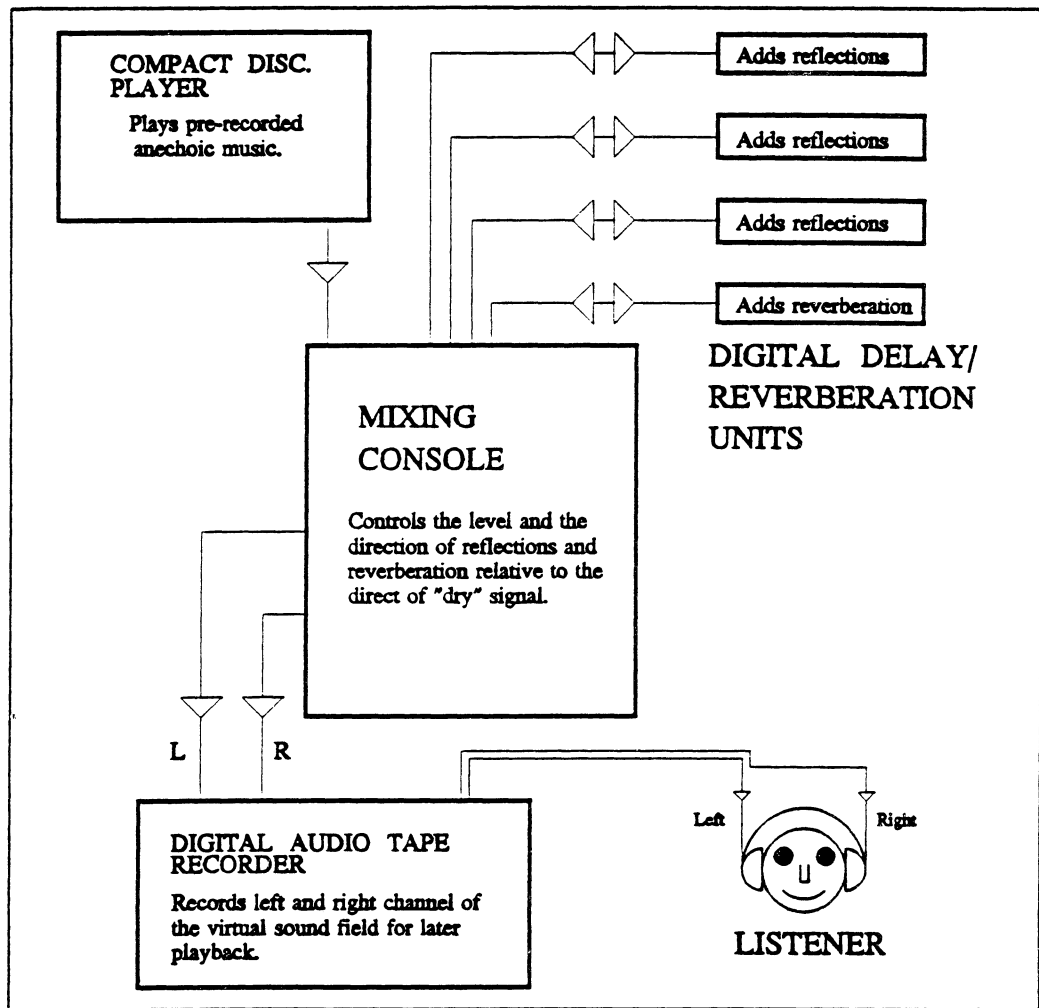 COMPACT DISC.
PLAYER
Plays pre-recorded
anechoic music.
Adds reflections
Adds reflections
Adds reflections
Adds reverberation
DIGITAL DELAY/
REVERBERATION
UNITS
MIXING
CONSOLE
Controls the level and the
direction of reflections and
reverberation relative to the
direct of "dry" signal.
L R
DIGITAL AUDIO TAPE
RECORDER
Records left and right channel of
the virtual sound field for later
playback.
Left Right
LISTENER